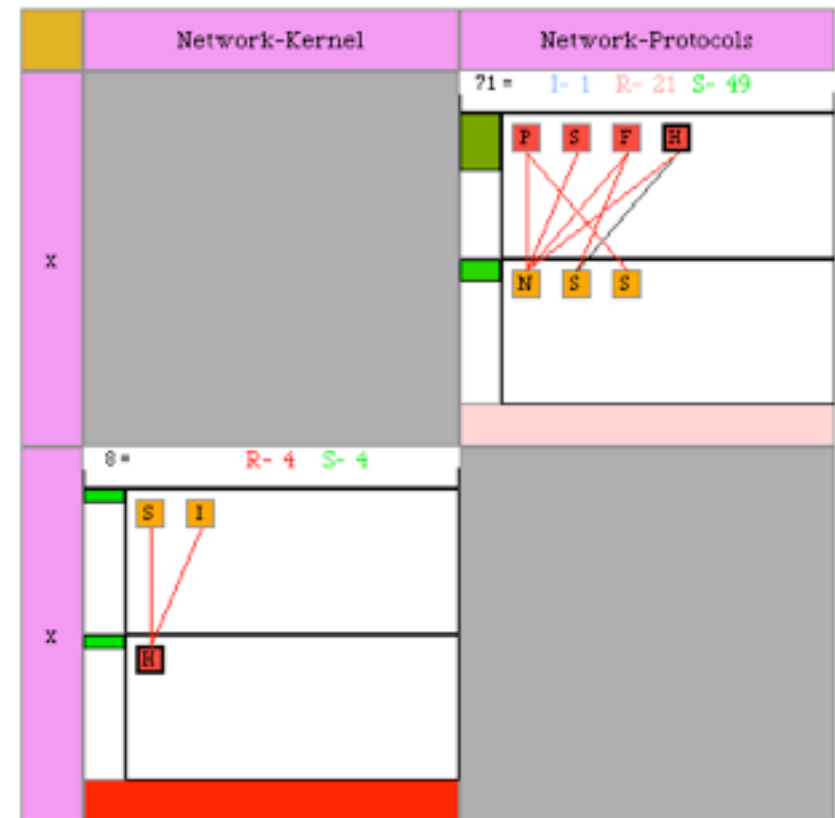 Network-Kernel Network-Protocols
71= I- 1 R- 21 S- 49
P S F H
X
N S S
8= R- 4 S- 4
S I
X
H